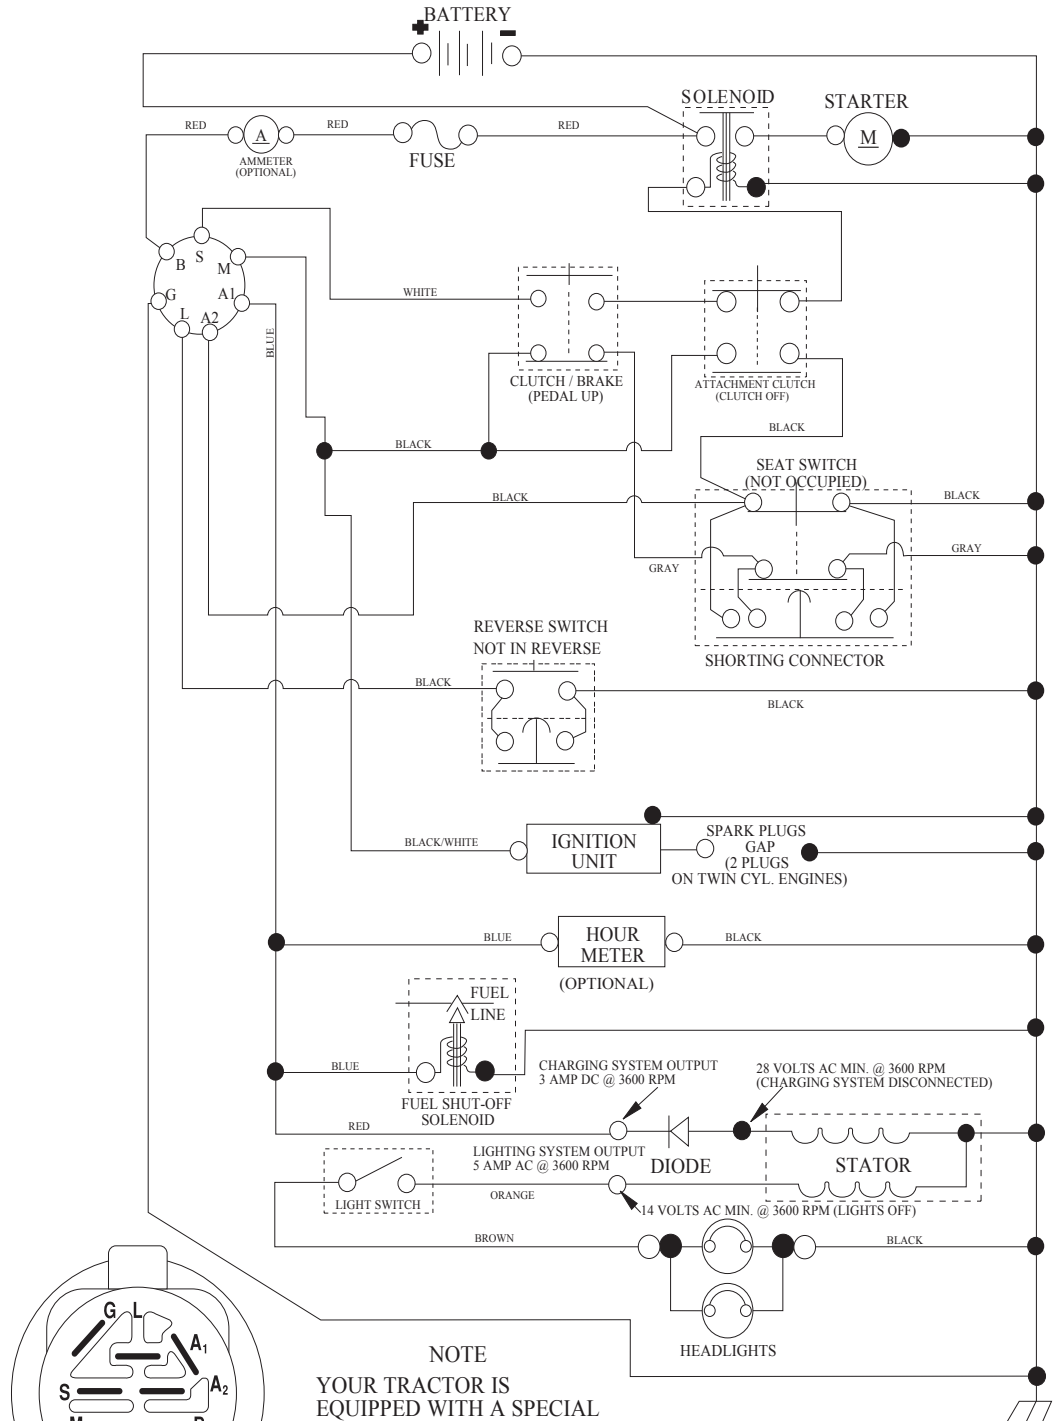 BATTERY
SOLENOID
STARTER
RED
RED
RED
A
M
AMMETER
(OPTIONAL)
FUSE
S
B
M
G
A1
L
A2
WHITE
BLUE
CLUTCH / BRAKE
(PEDAL UP)
ATTACHMENT CLUTCH
(CLUTCH OFF)
BLACK
BLACK
SEAT SWITCH
(NOT OCCUPIED)
BLACK
BLACK
GRAY
GRAY
REVERSE SWITCH
NOT IN REVERSE
SHORTING CONNECTOR
BLACK
BLACK
BLACK/WHITE
IGNITION
UNIT
SPARK PLUGS
GAP
(2 PLUGS
ON TWIN CYL. ENGINES)
BLUE
HOUR
METER
BLACK
(OPTIONAL)
FUEL
LINE
BLUE
FUEL SHUT-OFF
SOLENOID
CHARGING SYSTEM OUTPUT
3 AMP DC @ 3600 RPM
28 VOLTS AC MIN. @ 3600 RPM
(CHARGING SYSTEM DISCONNECTED)
RED
LIGHTING SYSTEM OUTPUT
5 AMP AC @ 3600 RPM
DIODE
STATOR
LIGHT SWITCH
ORANGE
14 VOLTS AC MIN. @ 3600 RPM (LIGHTS OFF)
BROWN
BLACK
HEADLIGHTS
G L
A1
A2
S
M
B
NOTE
YOUR TRACTOR IS
EQUIPPED WITH A SPECIAL